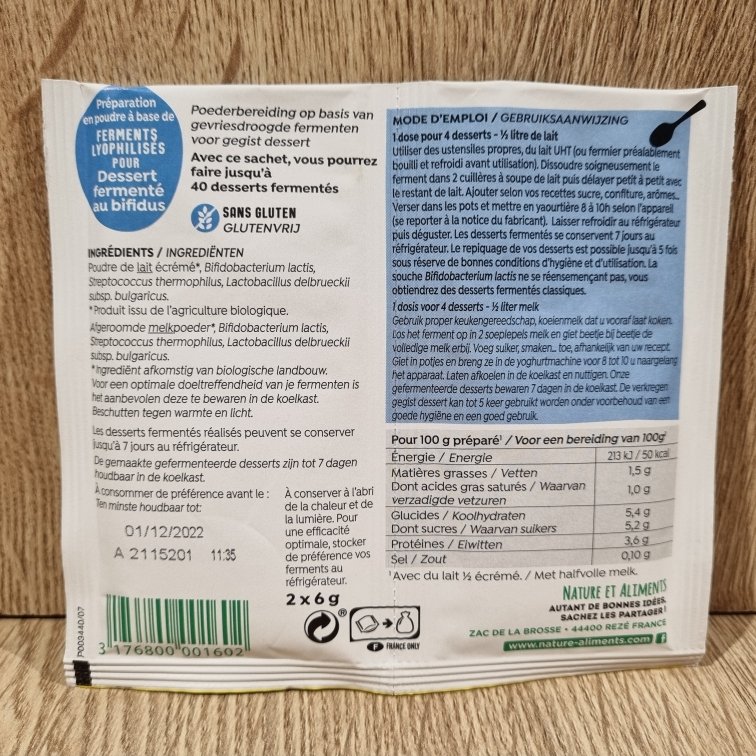 Préparation
en poudre à base de
FERMENTS
LYOPHILISÉS
POUR
Dessert
fermenté
au bifidus
Poederbereiding op basis van
gevriesdroogde fermenten
voor gegist dessert
Avec ce sachet, vous pourrez
faire jusqu'à
40 desserts fermentés
SANS GLUTEN
GLUTENVRIJ
INGRÉDIENTS / INGREDIËNTEN
Poudre de lait écrémé*, Bifidobacterium lactis,
Streptococcus thermophilus, Lactobacillus delbrueckii
subsp. bulgaricus.
*Produit issu de l'agriculture biologique.
Afgeroomde melkpoeder*, Bifidobacterium lactis,
Streptococcus thermophilus, Lactobacillus delbrueckii
subsp. bulgaricus.
*Ingrediënt afkomstig van biologische landbouw.
Voor een optimale doeltreffendheid van je fermenten is
het aanbevolen deze te bewaren in de koelkast.
Beschutten tegen warmte en licht.
Les desserts fermentés réalisés peuvent se conserver
jusqu'à 7 jours au réfrigérateur.
De gemaakte gefermenteerde desserts zijn tot 7 dagen
houdbaar in de koelkast.
À consommer de préférence avant le :
Ten minste houdbaar tot:
01/12/2022
A 2115201 11:35
À conserver à l'abri
de la chaleur et de
la lumière. Pour
une efficacité
optimale, stocker
de préférence vos
ferments au
réfrigérateur.
2 x 6 g
®
FRANCE ONLY
P003440/07
3 176800 001602
MODE D'EMPLOI / GEBRUIKSAANWIJZING
1 dose pour 4 desserts - ½ litre de lait
Utiliser des ustensiles propres, du lait UHT (ou fermier préalablement
bouilli et refroidi avant utilisation). Dissoudre soigneusement le
ferment dans 2 cuillères à soupe de lait puis délayer petit à petit avec
le restant de lait. Ajouter selon vos recettes sucre, confiture, arômes...
Verser dans les pots et mettre en yaourtière 8 à 10h selon l'appareil
(se reporter à la notice du fabricant). Laisser refroidir au réfrigérateur
puis déguster. Les desserts fermentés se conservent 7 jours au
réfrigérateur. Le repiquage de vos desserts est possible jusqu'à 5 fois
sous réserve de bonnes conditions d'hygiène et d'utilisation. La
souche Bifidobacterium lactis ne se réensemençant pas, vous
obtiendrez des desserts fermentés classiques.
1 dosis voor 4 desserts - ½ liter melk
Gebruik proper keukengereedschap, koeienmelk dat u vooraf laat koken.
Los het ferment op in 2 soeplepels melk en giet beetje bij beetje de
volledige melk erbij. Voeg suiker, smaken... toe, afhankelijk van uw recept.
Giet in potjes en breng ze in de yoghurtmachine voor 8 tot 10 u naargelang
het apparaat. Laten afkoelen in de koelkast en nuttigen. Onze
gefermenteerde desserts bewaren 7 dagen in de koelkast. De verkregen
gegist dessert kan tot 5 keer gebruikt worden onder voorbehoud van een
goede hygiëne en een goed gebruik.
Pour 100 g préparé¹ / Voor een bereiding van 100g¹
Énergie / Energie 213 kJ / 50 kcal
Matières grasses / Vetten 1,5 g
Dont acides gras saturés / Waarvan
verzadigde vetzuren 1,0 g
Glucides / Koolhydraten 5,4 g
Dont sucres / Waarvan suikers 5,2 g
Protéines / Eiwitten 3,6 g
Sel / Zout 0,10 g
¹Avec du lait ½ écrémé. / Met halfvolle melk.
NATURE ET ALIMENTS
AUTANT DE BONNES IDÉES,
SACHEZ LES PARTAGER !
ZAC DE LA BROSSE • 44400 REZÉ FRANCE
www.nature-aliments.com f